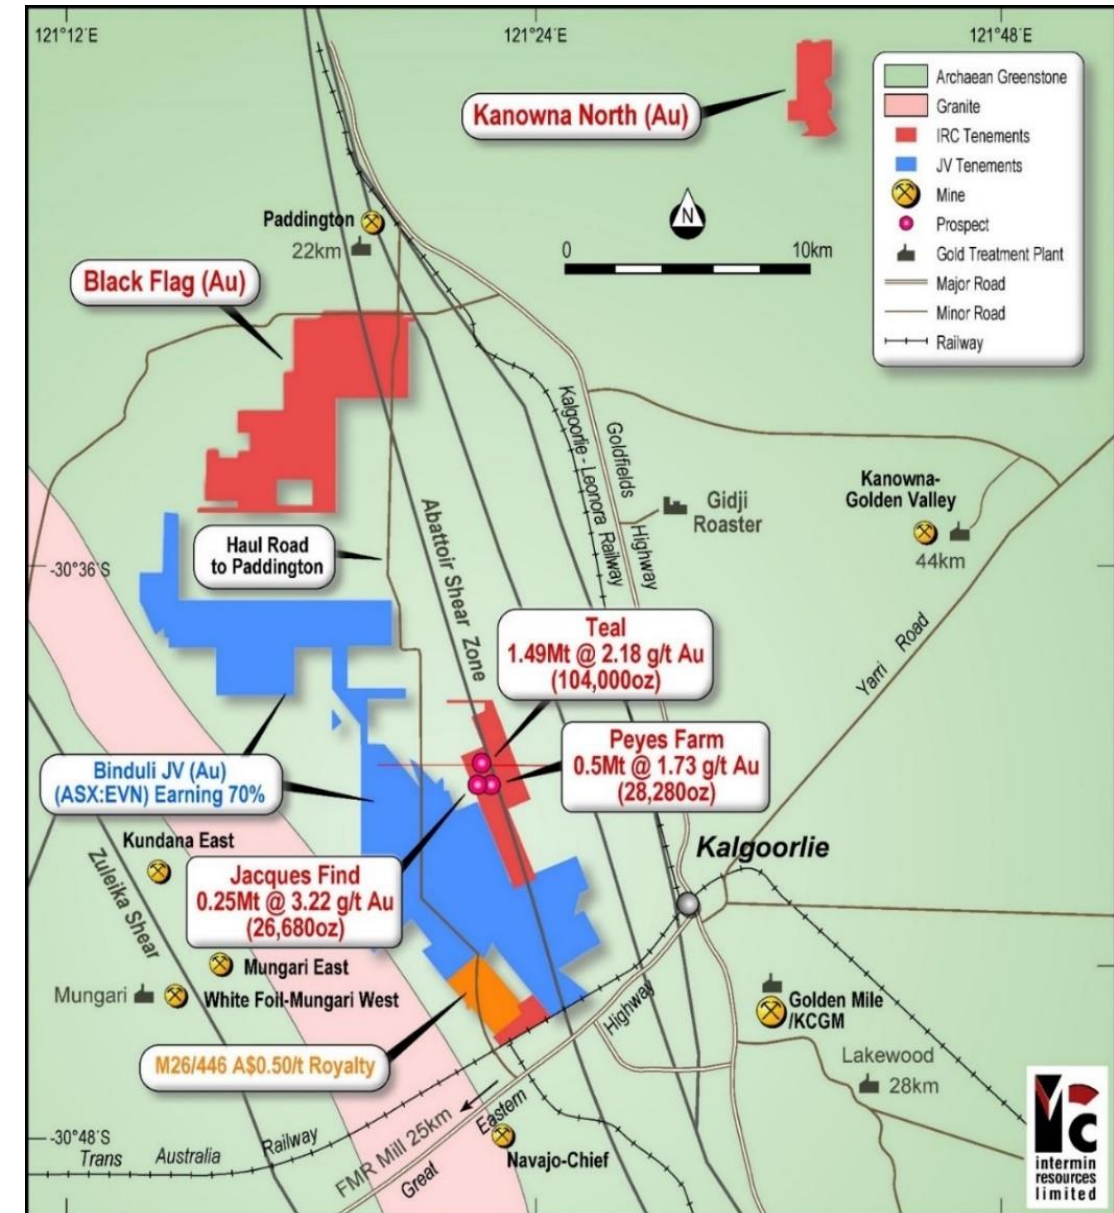 121°12´E
121°24´E
121°48´E
Archaean Greenstone
Granite
IRC Tenements
JV Tenements
Mine
Prospect
Gold Treatment Plant
Major Road
Minor Road
Railway
Kanowna North (Au)
N
0
10km
Paddington
22km
Black Flag (Au)
Kalgoorlie - Leonora Railway
Goldfields Highway
Abattoir Shear Zone
Gidji
Roaster
Kanowna-
Golden Valley
44km
Haul Road
to Paddington
-30°36´S
Yarri Road
Teal
1.49Mt @ 2.18 g/t Au
(104,000oz)
Peyes Farm
0.5Mt @ 1.73 g/t Au
(28,280oz)
Binduli JV (Au)
(ASX:EVN) Earning 70%
Kundana East
Zuleika Shear
Jacques Find
0.25Mt @ 3.22 g/t Au
(26,680oz)
Kalgoorlie
Mungari East
Mungari
White Foil-Mungari West
Golden Mile
/KCGM
Lakewood
28km
M26/446 A$0.50/t Royalty
-30°48´S
Trans Australia Railway
FMR Mill 25km
Great Eastern Highway
Navajo-Chief
intermin
resources
limited